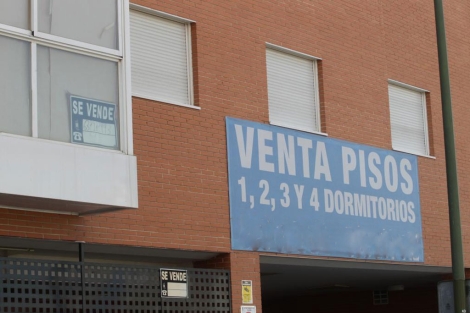 SE VENDE
VENTA PISOS
1, 2, 3 Y 4 DORMITORIOS
SE VENDE